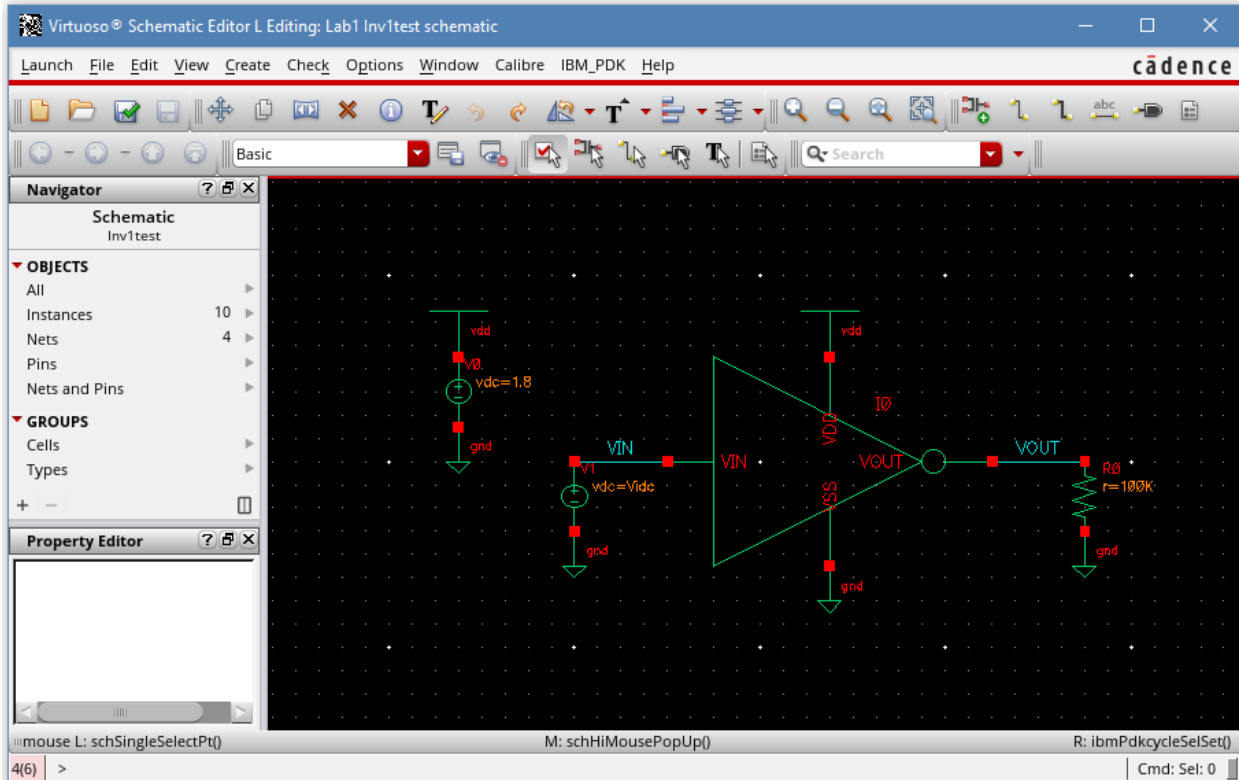 Virtuoso® Schematic Editor L Editing: Lab1 Inv1test schematic
Launch File Edit View Create Check Options Window Calibre IBM_PDK Help
cādence
abc
Basic
Search
Navigator
Schematic
Inv1test
OBJECTS
All
Instances 10
Nets 4
Pins
Nets and Pins
GROUPS
Cells
Types
Property Editor
vdd
V0
vdc=1.8
gnd
VIN
V1
vdc=Vidc
gnd
vdd
I0
VDD
VIN
VOUT
VSS
gnd
VOUT
R0
r=100K
gnd
mouse L: schSingleSelectPt() M: schHiMousePopUp() R: ibmPdkcycleSelSet()
4(6) > Cmd: Sel: 0